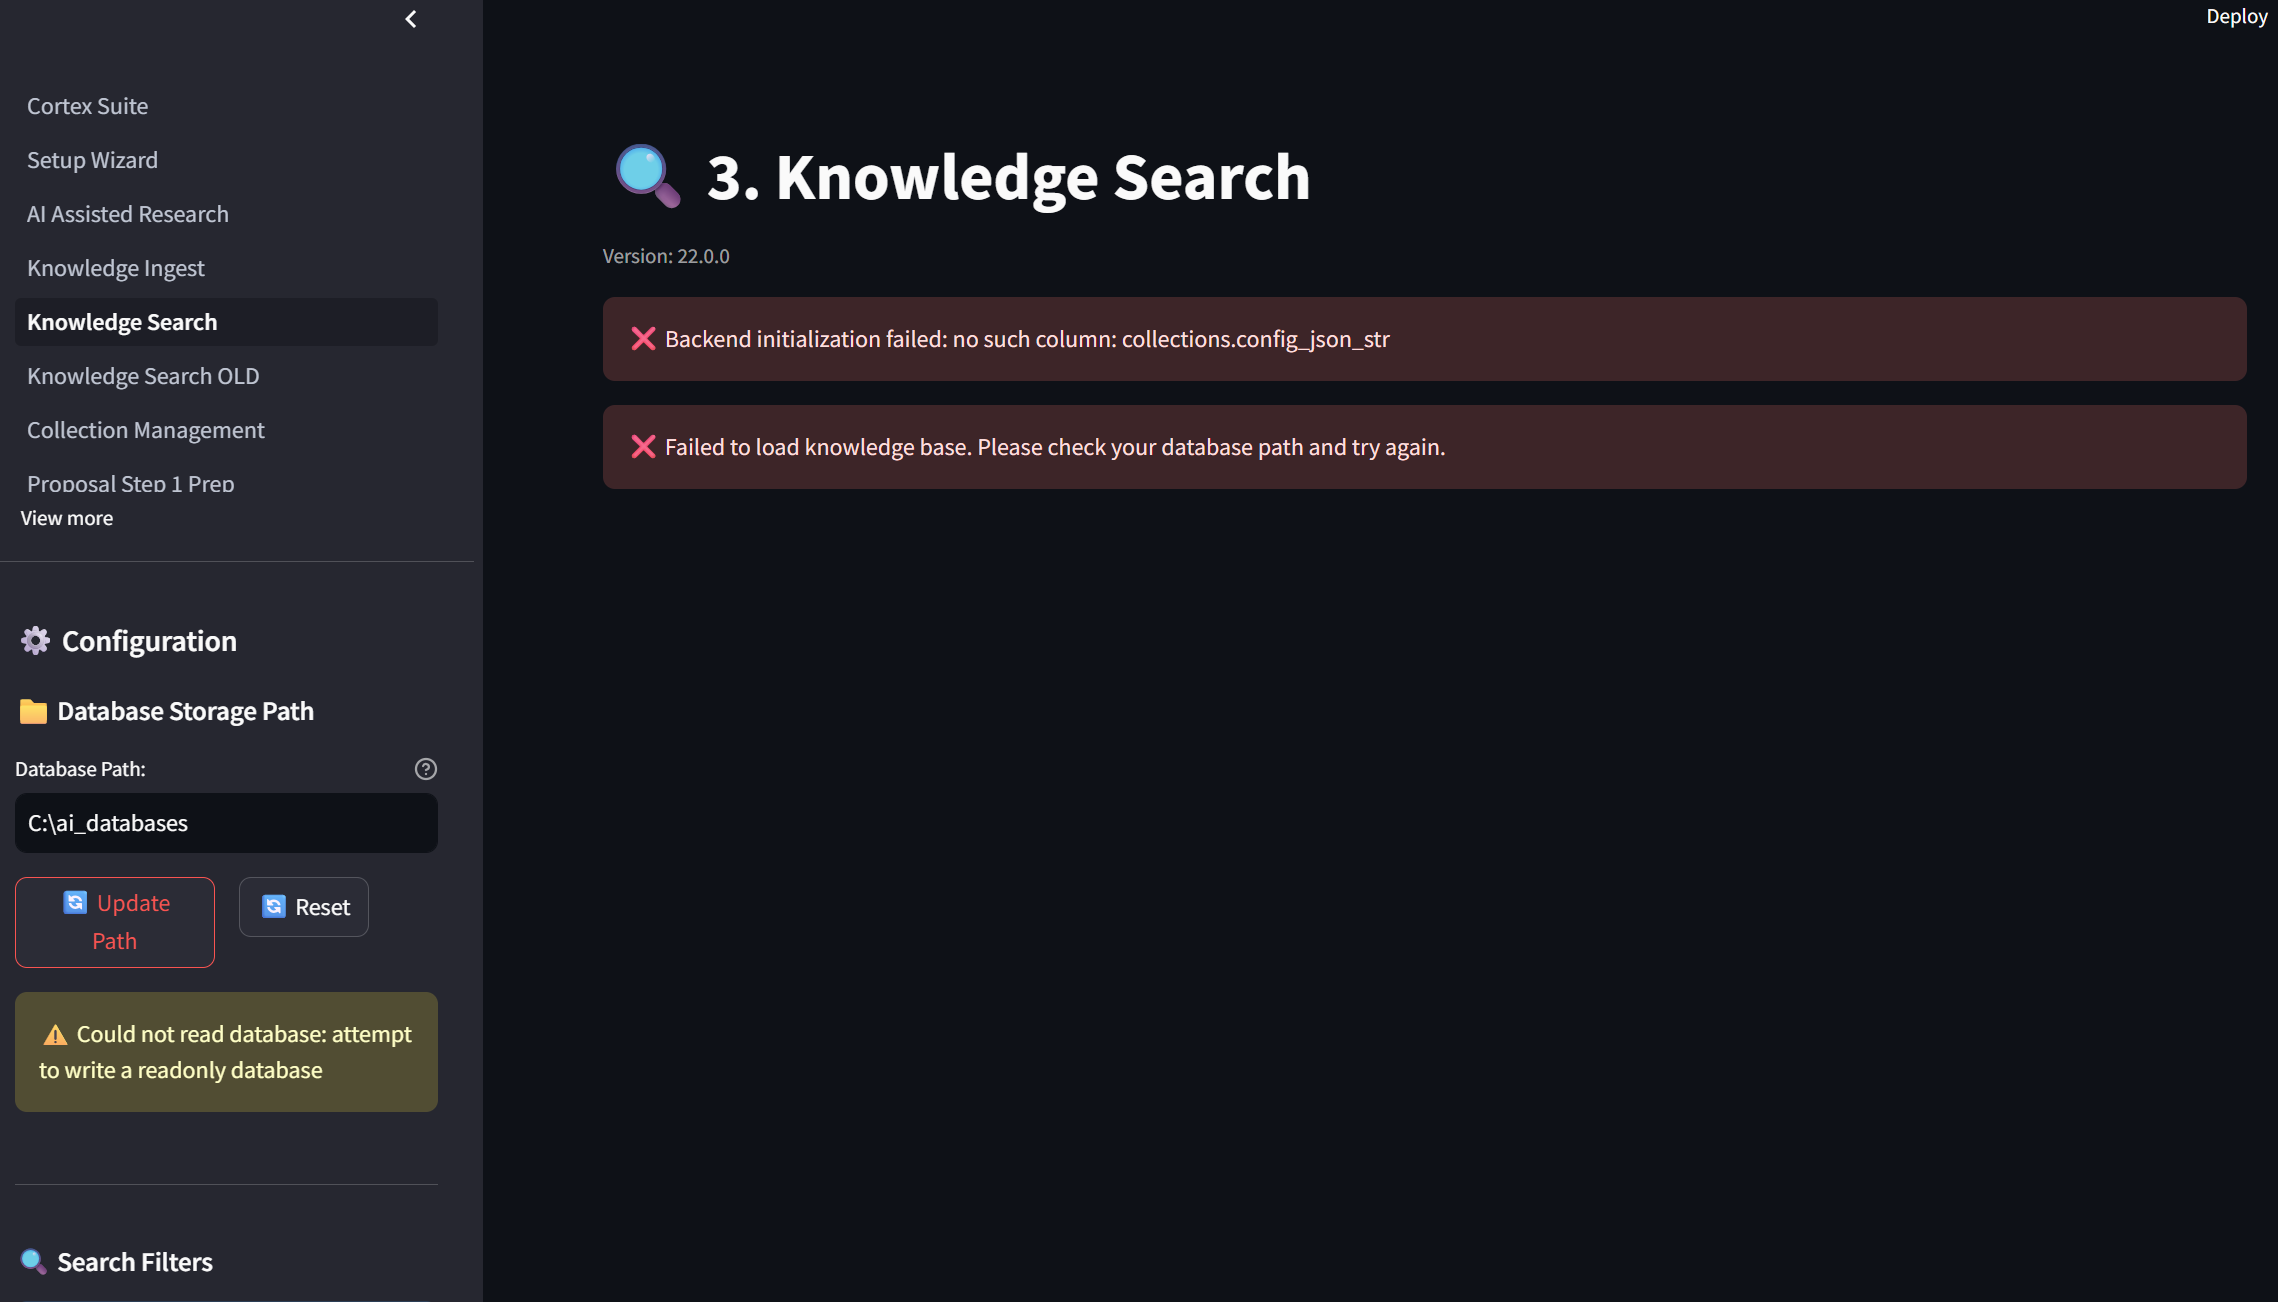 Deploy
Cortex Suite
Setup Wizard
AI Assisted Research
Knowledge Ingest
Knowledge Search
Knowledge Search OLD
Collection Management
Proposal Step 1 Prep
View more
Configuration
Database Storage Path
Database Path:
C:\ai_databases
Update
Path
Reset
Could not read database: attempt
to write a readonly database
Search Filters
3. Knowledge Search
Version: 22.0.0
Backend initialization failed: no such column: collections.config_json_str
Failed to load knowledge base. Please check your database path and try again.